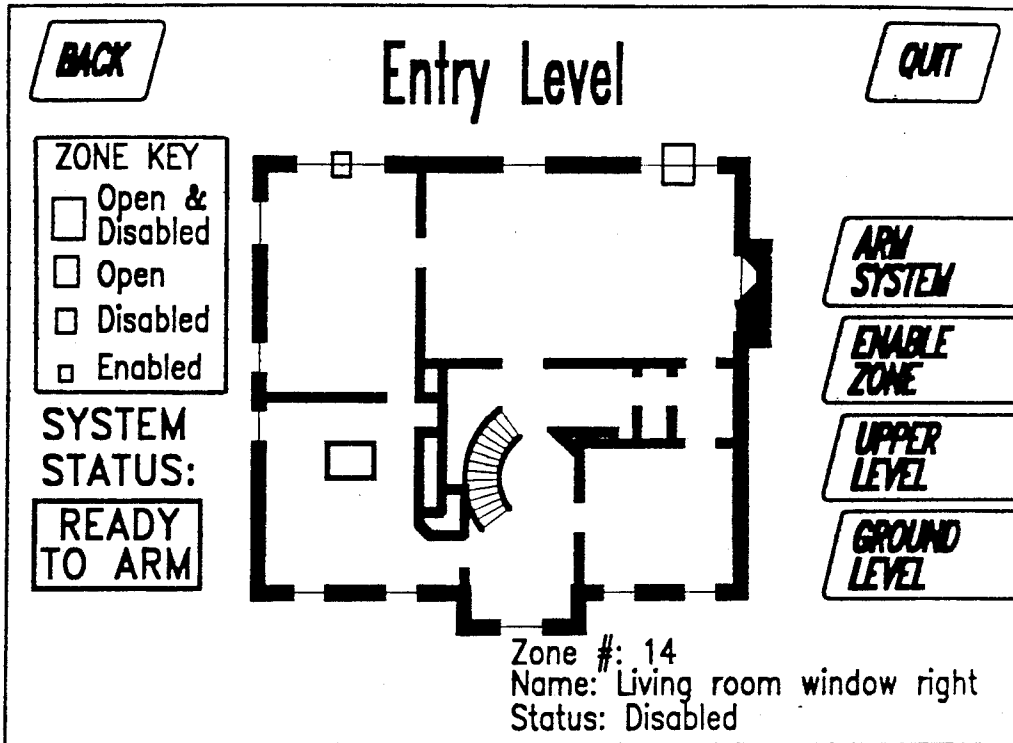 BACK
Entry Level
QUIT
ZONE KEY
Open &
Disabled
Open
Disabled
Enabled
SYSTEM
STATUS:
READY
TO ARM
ARM
SYSTEM
ENABLE
ZONE
UPPER
LEVEL
GROUND
LEVEL
Zone #: 14
Name: Living room window right
Status: Disabled